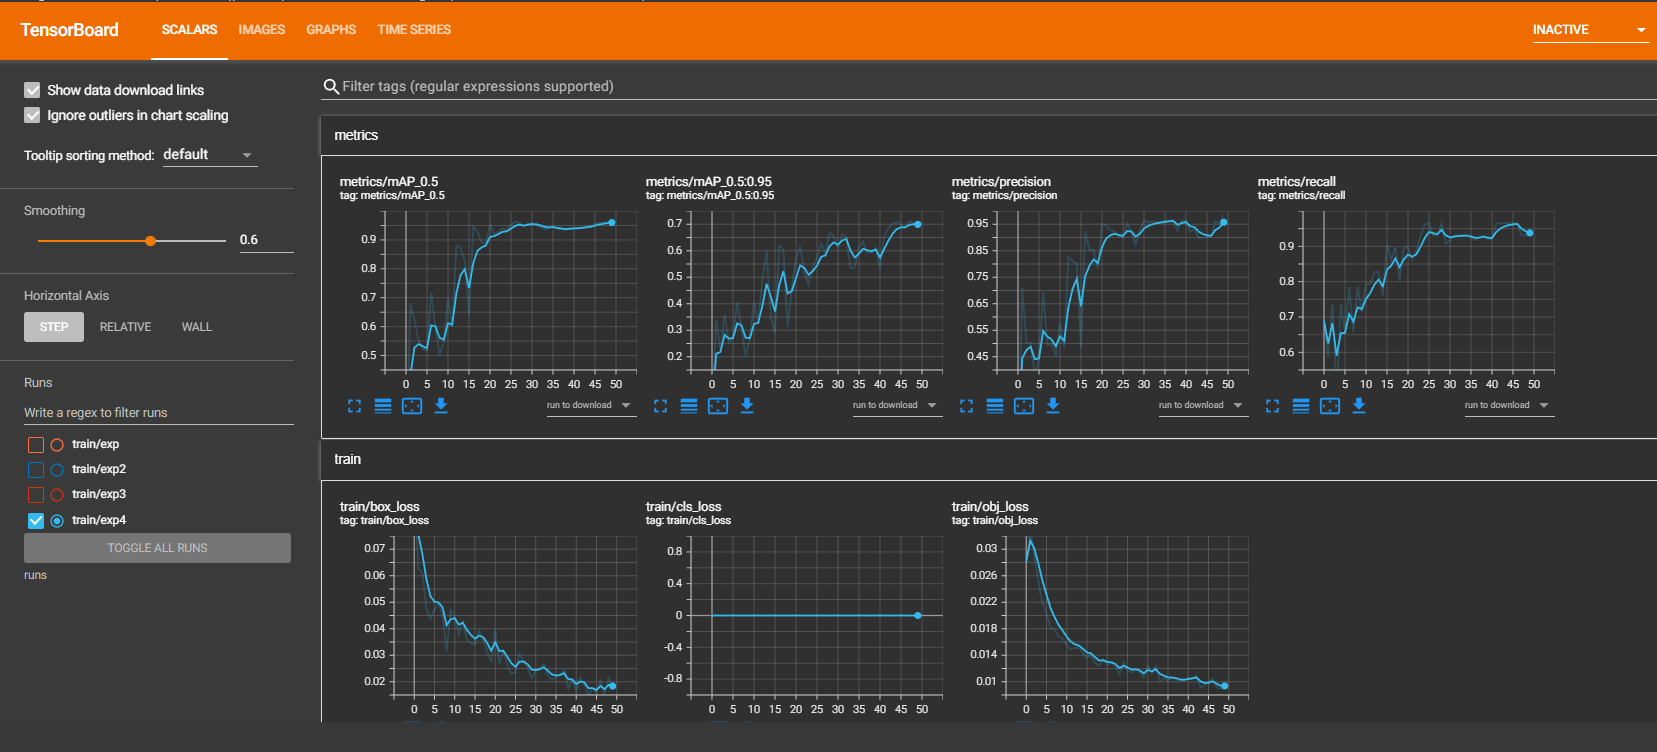 TensorBoard
SCALARS IMAGES GRAPHS TIME SERIES
INACTIVE
Show data download links
Ignore outliers in chart scaling
Tooltip sorting method: default
Smoothing
0.6
Horizontal Axis
STEP RELATIVE WALL
Runs
Write a regex to filter runs
train/exp
train/exp2
train/exp3
train/exp4
TOGGLE ALL RUNS
runs
Filter tags (regular expressions supported)
metrics
metrics/mAP_0.5
tag: metrics/mAP_0.5
0.9
0.8
0.7
0.6
0.5
0 5 10 15 20 25 30 35 40 45 50
run to download
metrics/mAP_0.5:0.95
tag: metrics/mAP_0.5:0.95
0.7
0.6
0.5
0.4
0.3
0.2
0 5 10 15 20 25 30 35 40 45 50
run to download
metrics/precision
tag: metrics/precision
0.95
0.85
0.75
0.65
0.55
0.45
0 5 10 15 20 25 30 35 40 45 50
run to download
metrics/recall
tag: metrics/recall
0.9
0.8
0.7
0.6
0 5 10 15 20 25 30 35 40 45 50
run to download
train
train/box_loss
tag: train/box_loss
0.07
0.06
0.05
0.04
0.03
0.02
0 5 10 15 20 25 30 35 40 45 50
train/cls_loss
tag: train/cls_loss
0.8
0.4
0
-0.4
-0.8
0 5 10 15 20 25 30 35 40 45 50
train/obj_loss
tag: train/obj_loss
0.03
0.026
0.022
0.018
0.014
0.01
0 5 10 15 20 25 30 35 40 45 50